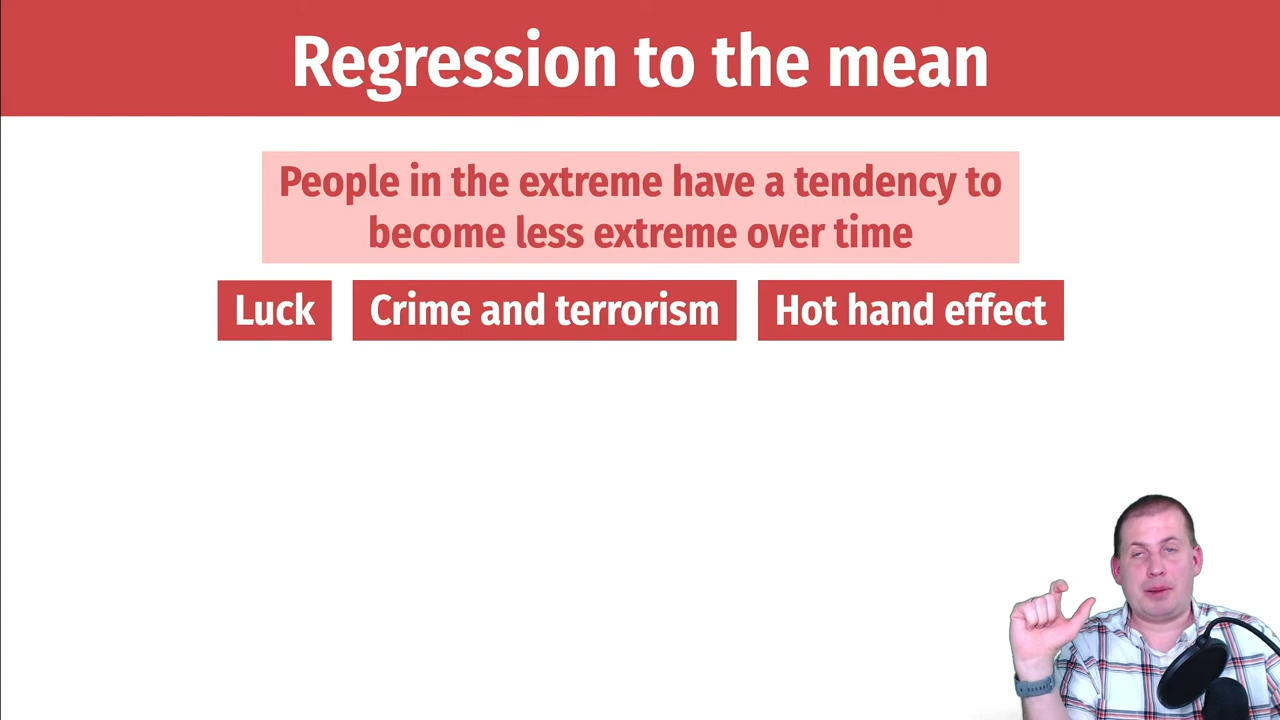 Regression to the mean
People in the extreme have a tendency to
become less extreme over time
Luck Crime and terrorism Hot hand effect